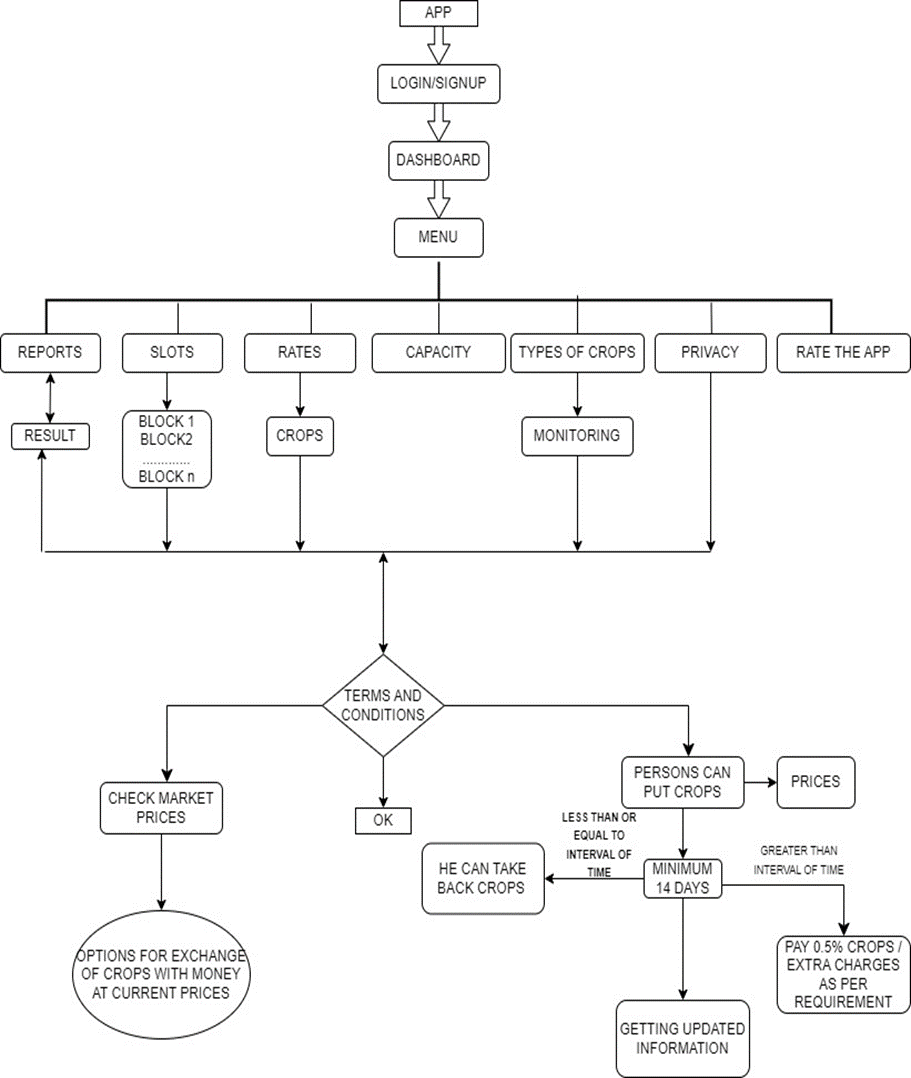 APP
LOGIN/SIGNUP
DASHBOARD
MENU
REPORTS
SLOTS
RATES
CAPACITY
TYPES OF CROPS
PRIVACY
RATE THE APP
RESULT
BLOCK 1
BLOCK2
.............
BLOCK n
CROPS
MONITORING
TERMS AND
CONDITIONS
CHECK MARKET
PRICES
OK
PERSONS CAN
PUT CROPS
PRICES
LESS THAN OR
EQUAL TO
INTERVAL OF
TIME
GREATER THAN
INTERVAL OF TIME
HE CAN TAKE
BACK CROPS
MINIMUM
14 DAYS
OPTIONS FOR EXCHANGE
OF CROPS WITH MONEY
AT CURRENT PRICES
PAY 0.5% CROPS /
EXTRA CHARGES
AS PER
REQUIREMENT
GETTING UPDATED
INFORMATION